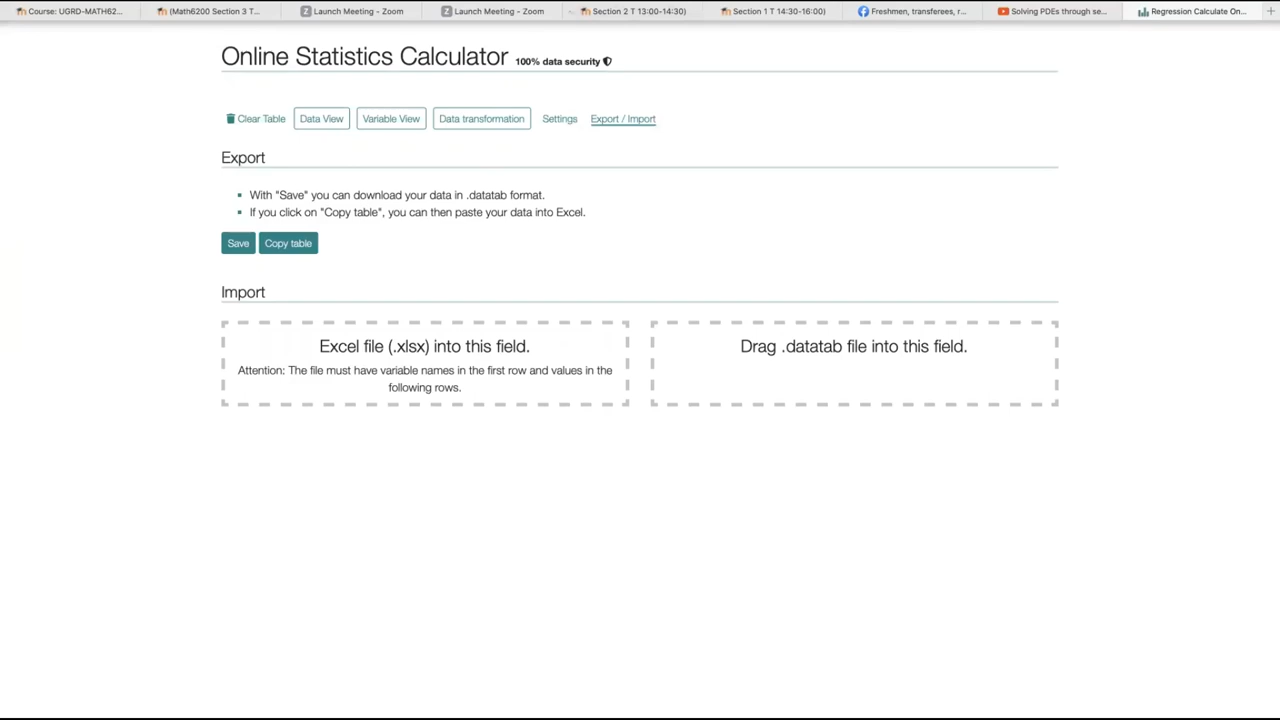 Course: UGRD-MATH62...
(Math6200 Section 3 T...
Launch Meeting - Zoom
Launch Meeting - Zoom
Section 2 T 13:00-14:30)
Section 1 T 14:30-16:00)
Freshmen, transferees, r...
Solving PDEs through se...
Regression Calculate On...
Online Statistics Calculator 100% data security
Clear Table Data View Variable View Data transformation Settings Export / Import
Export
With "Save" you can download your data in .datatab format.
If you click on "Copy table", you can then paste your data into Excel.
Save Copy table
Import
Excel file (.xlsx) into this field.
Attention: The file must have variable names in the first row and values in the
following rows.
Drag .datatab file into this field.